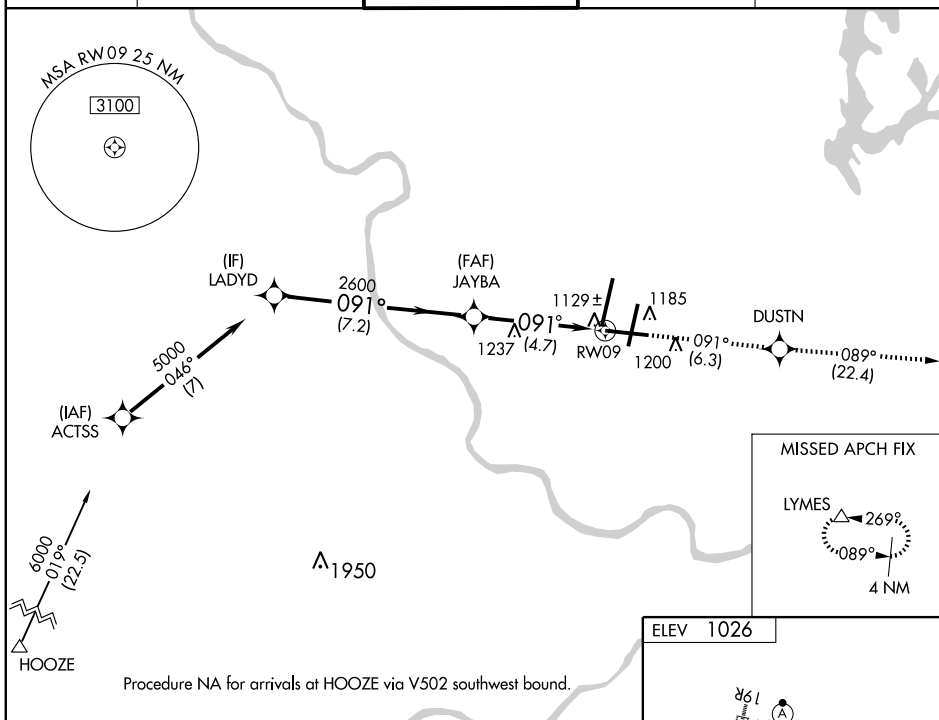 MSA RW09 25 NM
3100
(IF)
LADYD
2600
091°
(7.2)
(FAF)
JAYBA
091°
(4.7)
1237
1129 ±
RW09
1185
1200
091°
(6.3)
DUSTN
089°
(22.4)
5000
046°
(7)
(IAF)
ACTSS
6000
019°
(22.5)
HOOZE
1950
MISSED APCH FIX
LYMES
269°
089°
4 NM
Procedure NA for arrivals at HOOZE via V502 southwest bound.
ELEV 1026
19R
A